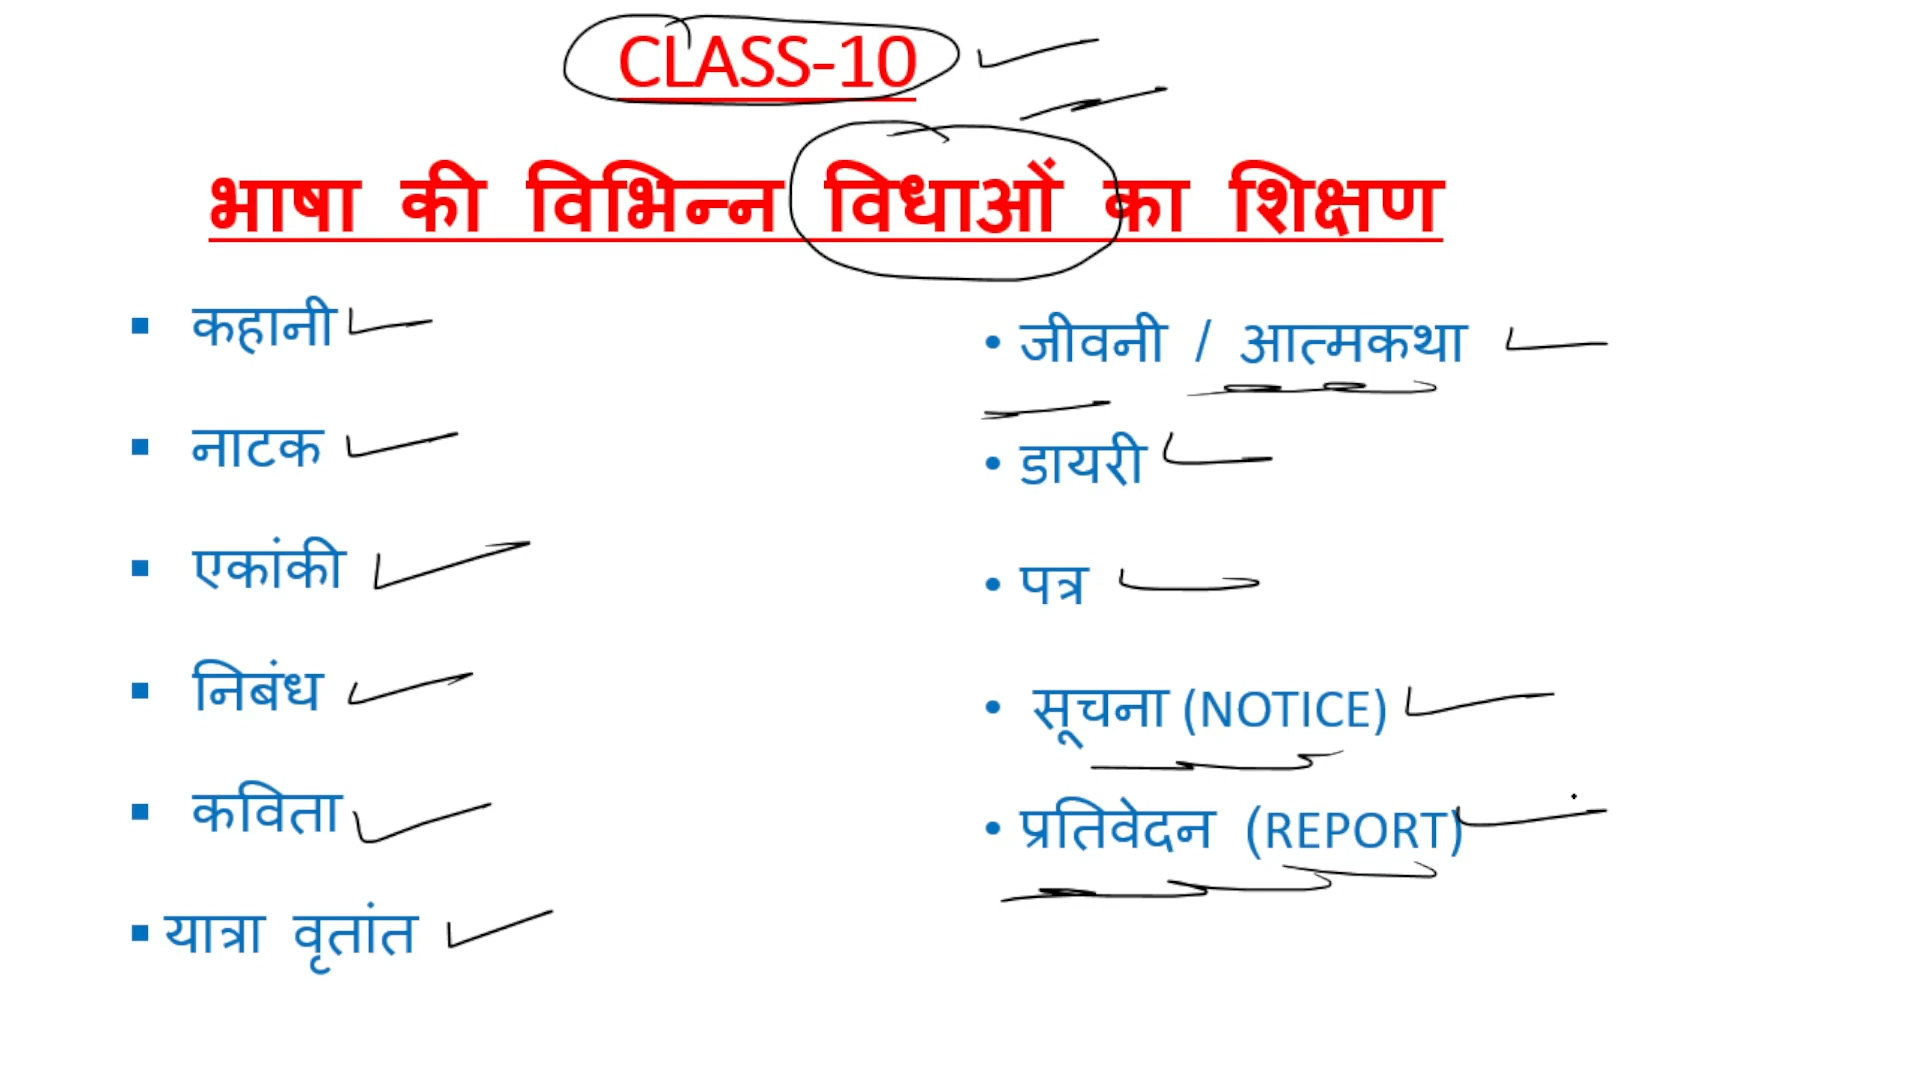 CLASS-10
भाषा की विभिन्न विधाओं का शिक्षण
▪ कहानी
▪ नाटक
▪ एकांकी
▪ निबंध
▪ कविता
▪ यात्रा वृतांत
• जीवनी / आत्मकथा
• डायरी
• पत्र
• सूचना (NOTICE)
• प्रतिवेदन (REPORT)